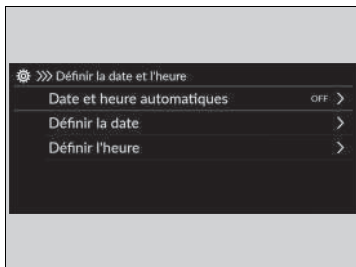 Définir la date et l'heure
Date et heure automatiques OFF
Définir la date
Définir l'heure